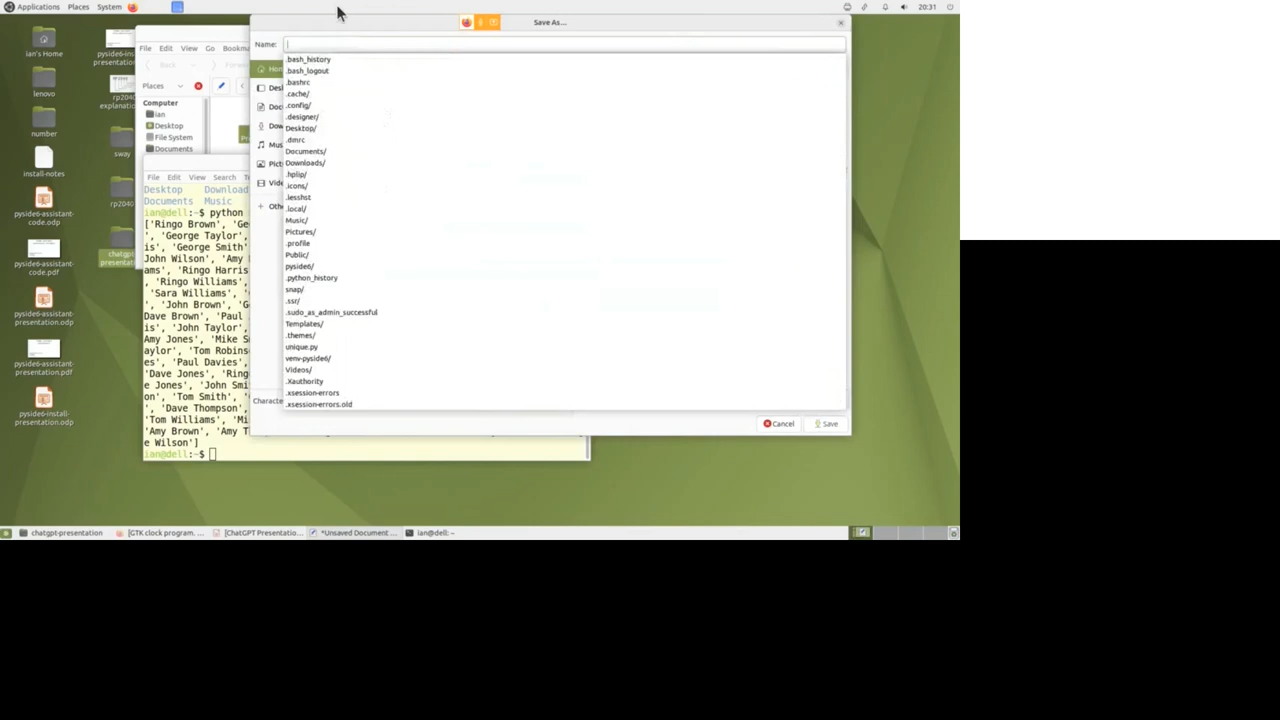 Applications Places System
20:31
ian's Home
lenovo
number
install-notes
pyside6-assistant-code.odp
pyside6-assistant-code.pdf
pyside6-assistant-presentation.odp
pyside6-assistant-presentation.pdf
pyside6-install-presentation.odp
sway
File Edit View Go Bookma
Back
Places
Computer
ian
Desktop
File System
Documents
File Edit View Search
Desktop Download
Documents Music
ian@dell:~$ python
['Ringo Brown', 'Ge
, 'George Taylor',
is', 'George Smith'
John Wilson', 'Amy
ams', 'Ringo Harris
, 'Ringo Williams',
'Sara Williams', '
', 'John Brown', 'G
Dave Brown', 'Paul
is', 'John Taylor',
Amy Jones', 'Mike S
aylor', 'Tom Robins
es', 'Paul Davies',
'Dave Jones', 'Ring
e Jones', 'John Smi
'Tom Smith', '
, 'Dave Thompson',
'Tom Williams', 'Mi
'Amy Brown', 'Amy T
e Wilson']
ian@dell:~$
Save As...
Name:
.bash_history
.bash_logout
.bashrc
.cache/
.config/
.designer/
Desktop/
.dmrc
Documents/
Downloads/
.hplip/
.icons/
.lesshst
.local/
Music/
Pictures/
.profile
Public/
pyside6/
.python_history
snap/
.ssr/
.sudo_as_admin_successful
Templates/
.themes/
unique.py
venv-pyside6/
Videos/
.Xauthority
.xsession-errors
.xsession-errors.old
Characte
Cancel Save
chatgpt-presentation [GTK clock program. ... [ChatGPT Presentatio... *Unsaved Document ... ian@dell: ~